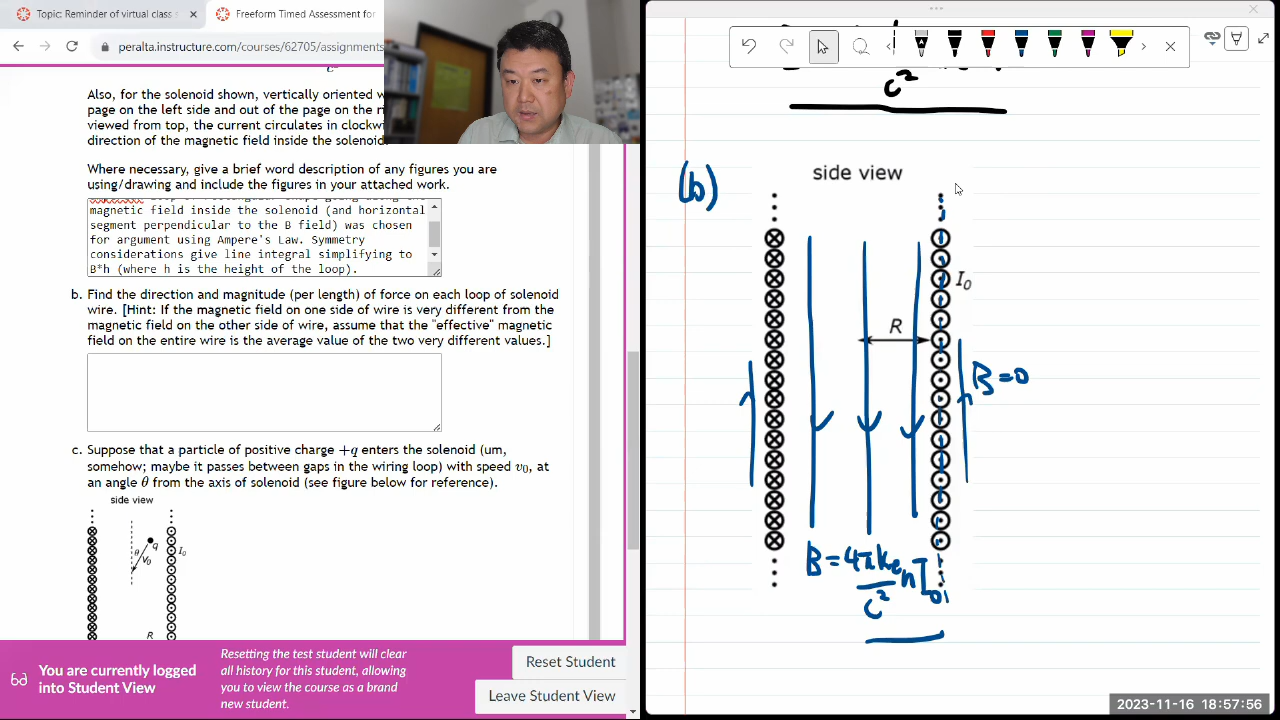 Topic: Reminder of virtual class
Freeform Timed Assessment for
peralta.instructure.com/courses/62705/assignments
Also, for the solenoid shown, vertically oriented w
page on the left side and out of the page on the r
viewed from top, the current circulates in clockwi
direction of the magnetic field inside the solenoid
Where necessary, give a brief word description of any figures you are
using/drawing and include the figures in your attached work.
magnetic field inside the solenoid (and horizontal
segment perpendicular to the B field) was chosen
for argument using Ampere's Law. Symmetry
considerations give line integral simplifying to
B*h (where h is the height of the loop).
b. Find the direction and magnitude (per length) of force on each loop of solenoid
wire. [Hint: If the magnetic field on one side of wire is very different from the
magnetic field on the other side of wire, assume that the "effective" magnetic
field on the entire wire is the average value of the two very different values.]
c. Suppose that a particle of positive charge +q enters the solenoid (um,
somehow; maybe it passes between gaps in the wiring loop) with speed v₀, at
an angle θ from the axis of solenoid (see figure below for reference).
side view
q
θ
v₀
I₀
R
You are currently logged
into Student View
Resetting the test student will clear
all history for this student, allowing
you to view the course as a brand
new student.
Reset Student
Leave Student View
c²
(b)
side view
I₀
R
B=0
B=4πkₑ/c² nI₀
2023-11-16 18:57:56